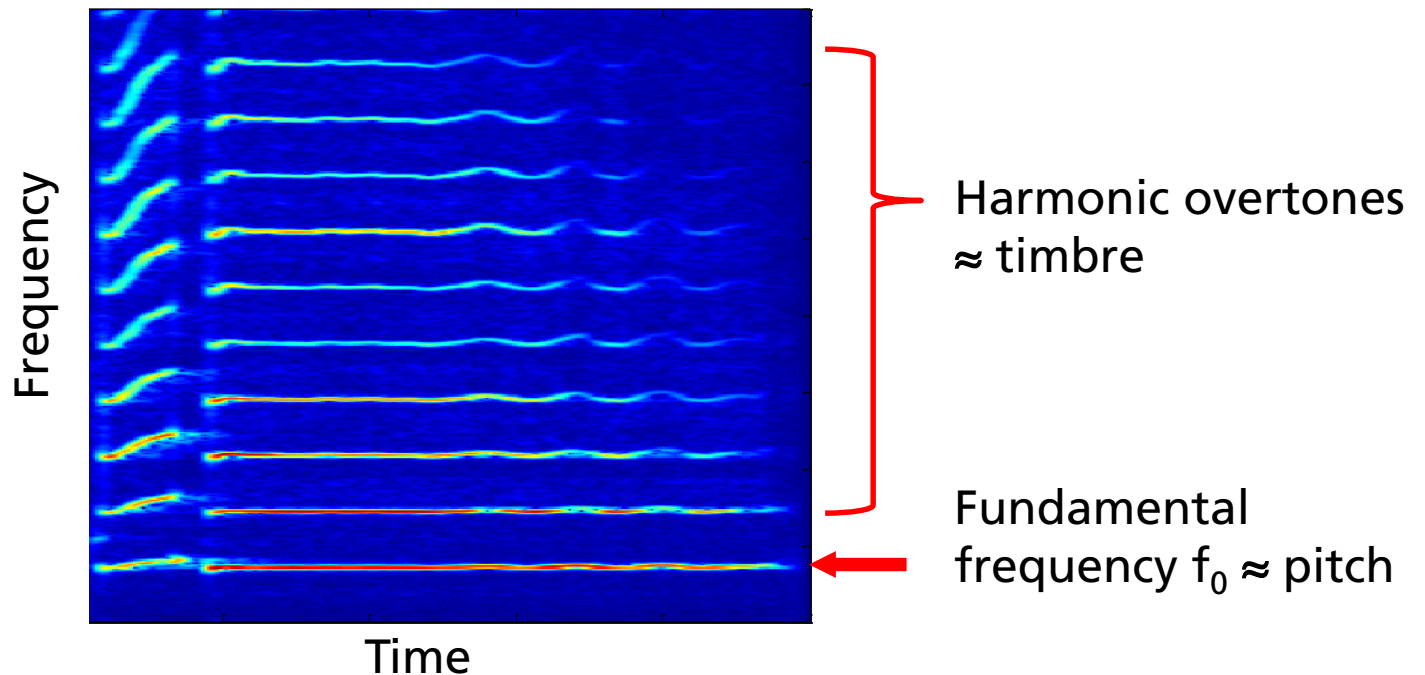 Frequency
Time
Harmonic overtones
≈ timbre
Fundamental
frequency f₀ ≈ pitch